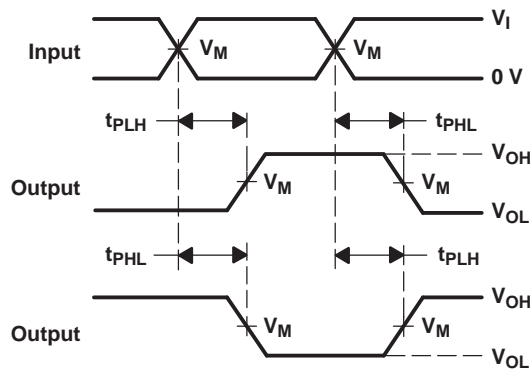 Input
V_I
V_M
V_M
0 V
t_PLH
t_PHL
Output
V_OH
V_M
V_M
V_OL
t_PHL
t_PLH
Output
V_OH
V_M
V_M
V_OL